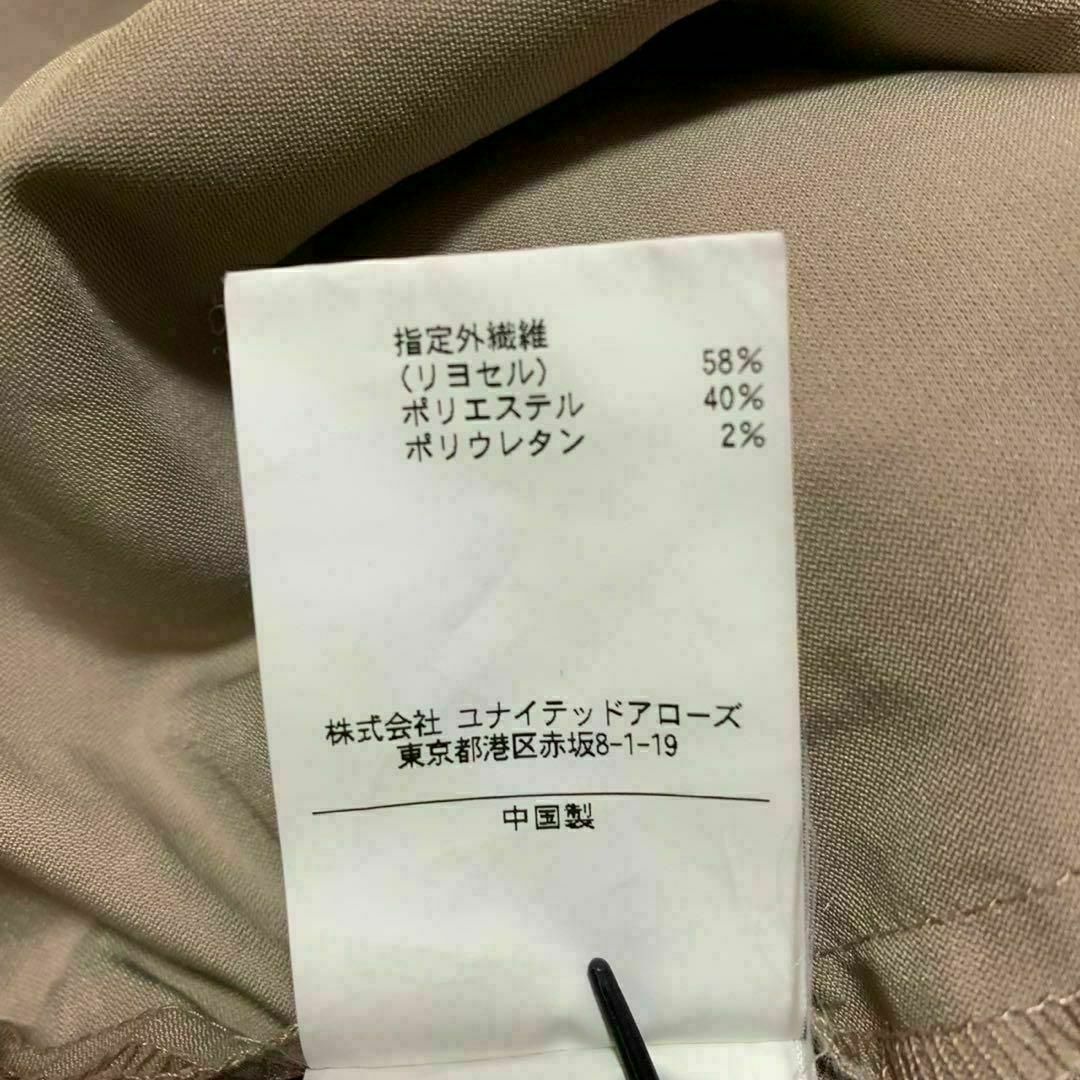 指定外繊維
(リヨセル) 58%
ポリエステル 40%
ポリウレタン 2%
株式会社 ユナイテッドアローズ
東京都港区赤坂8-1-19
中国製